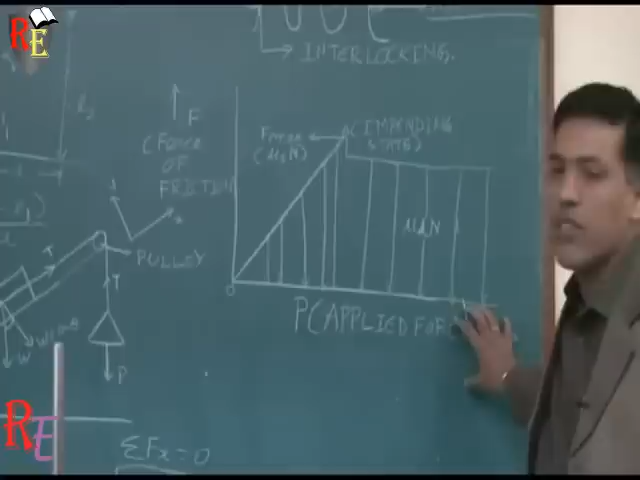 RE
INTERLOCKING.
F
(Force
OF
FRICTION
Fmax
(μsN)
(IMPENDING
STATE)
μkN
T
PULLEY
T
W
P
O
P(APPLIED FOR
RE
ΣFx = 0